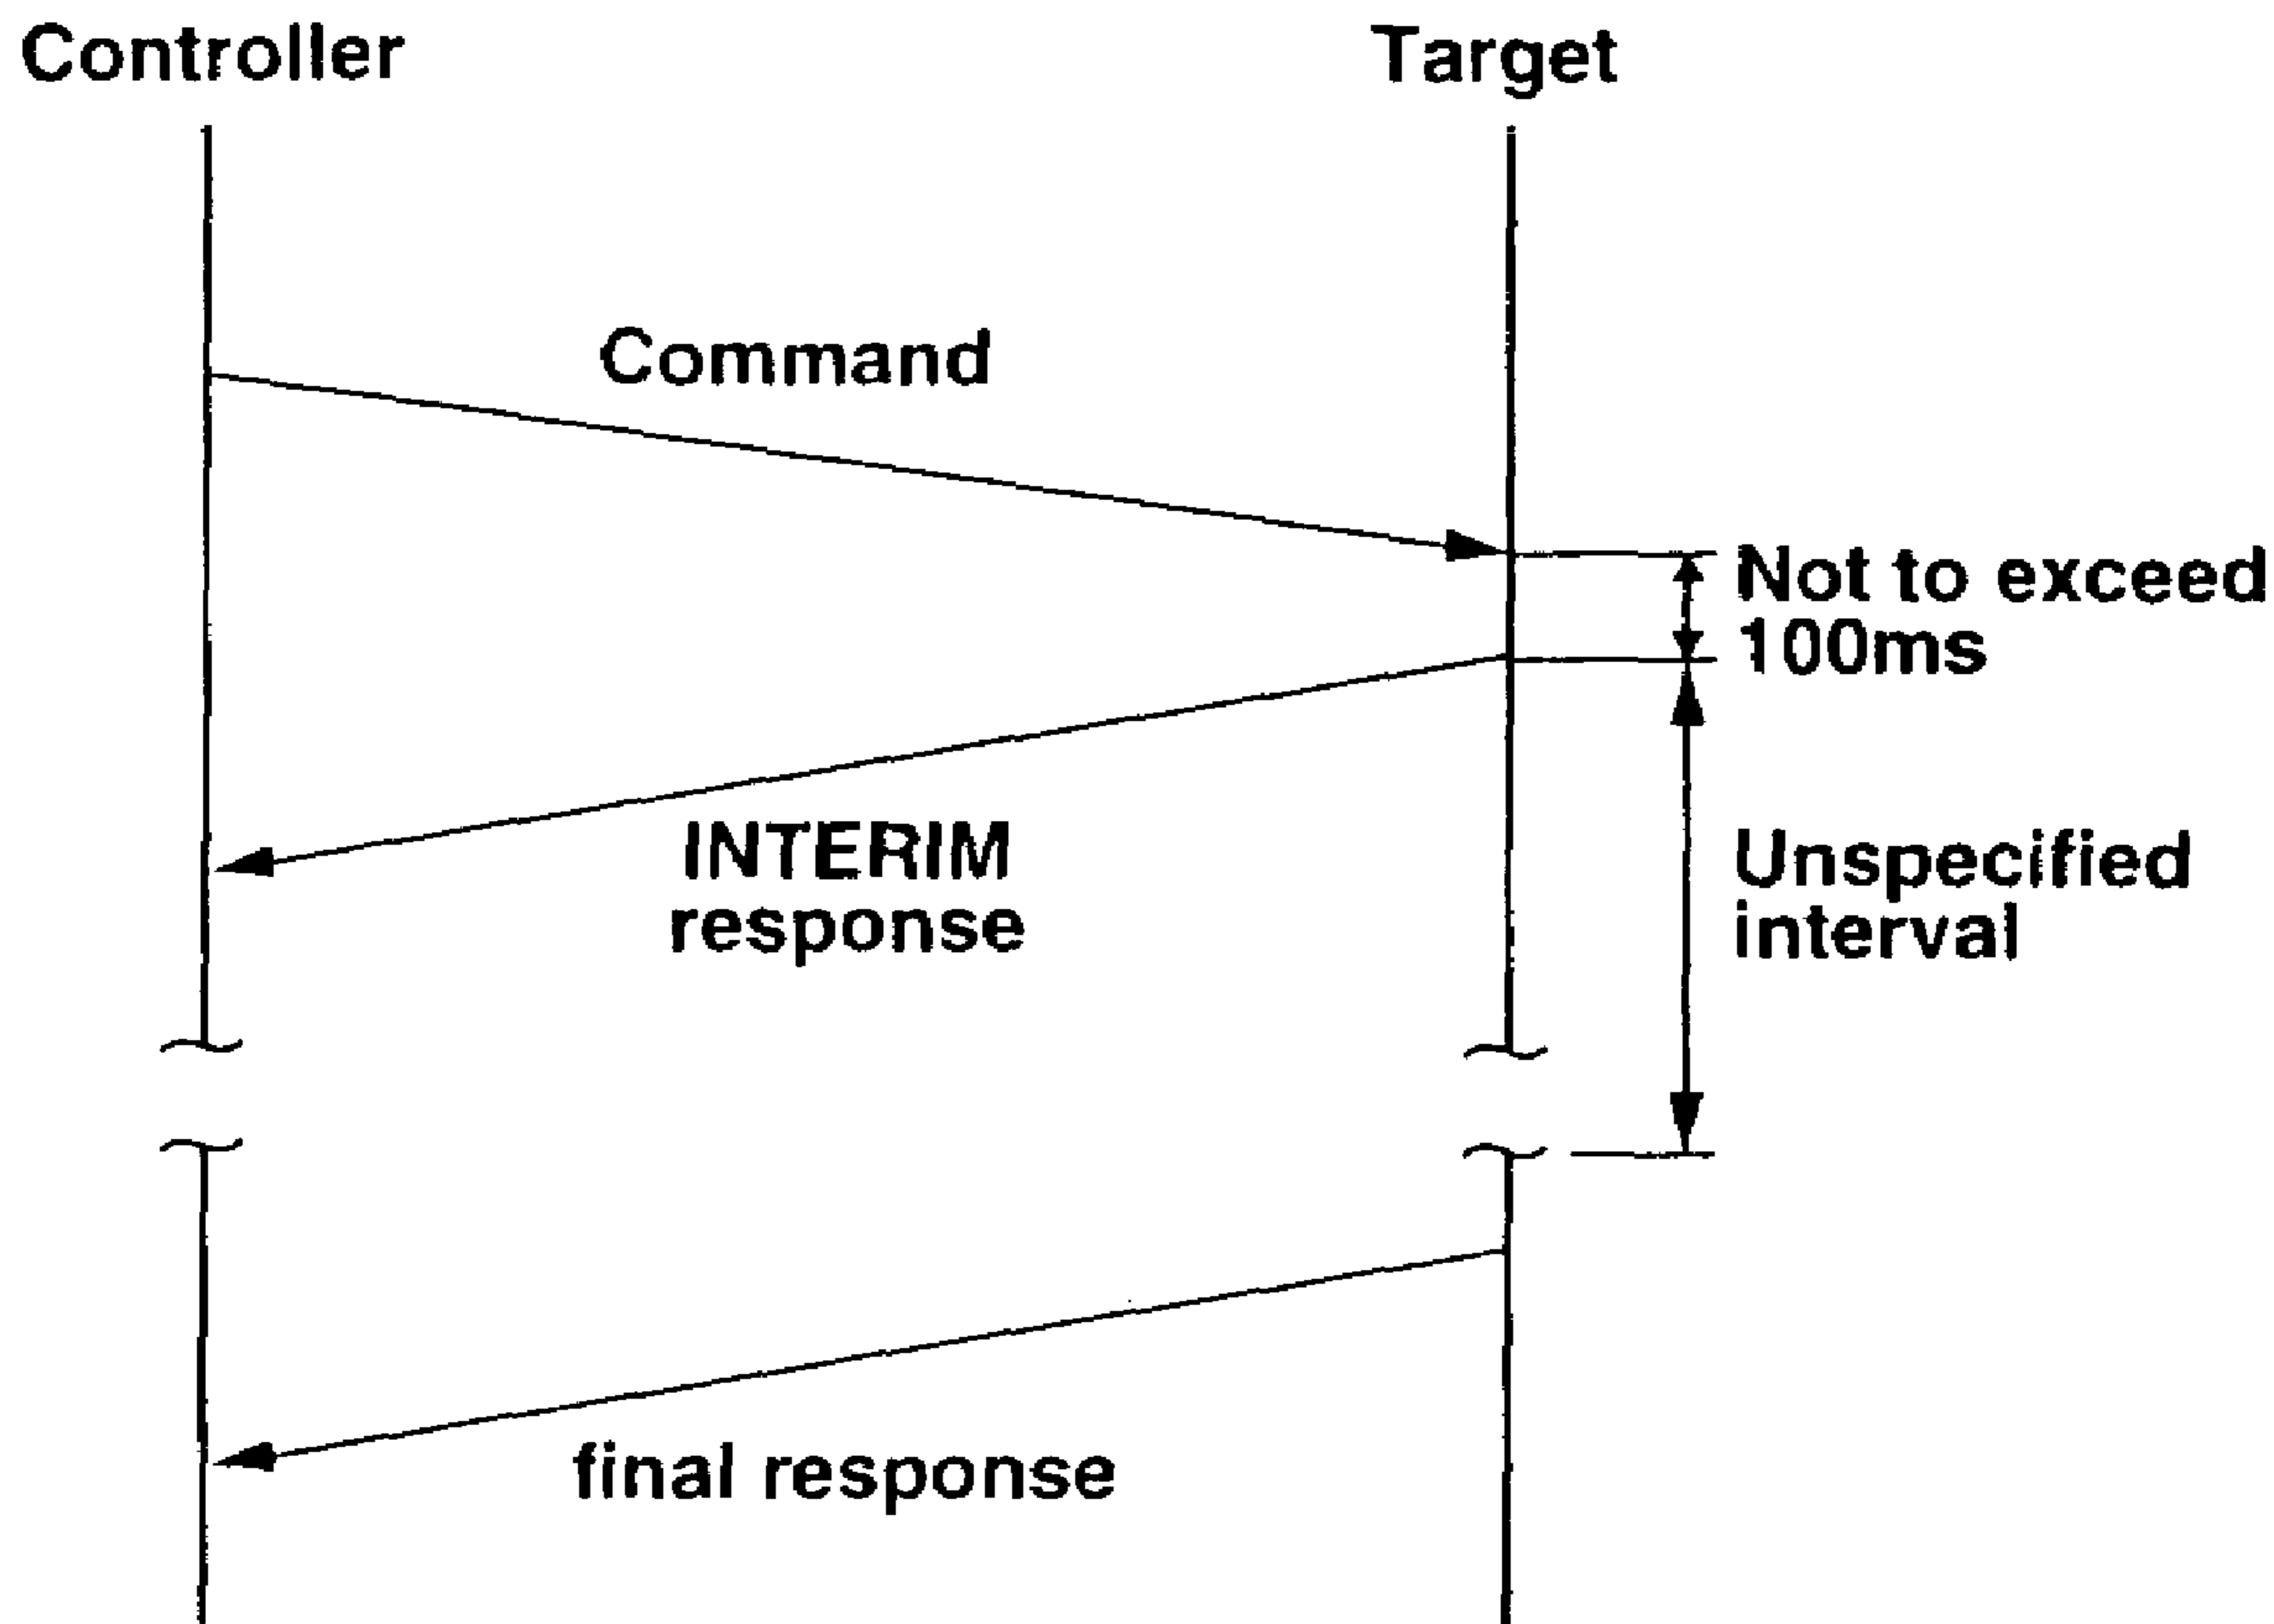 Controller
Target
Command
Not to exceed
100ms
INTERIM
response
Unspecified
interval
final response